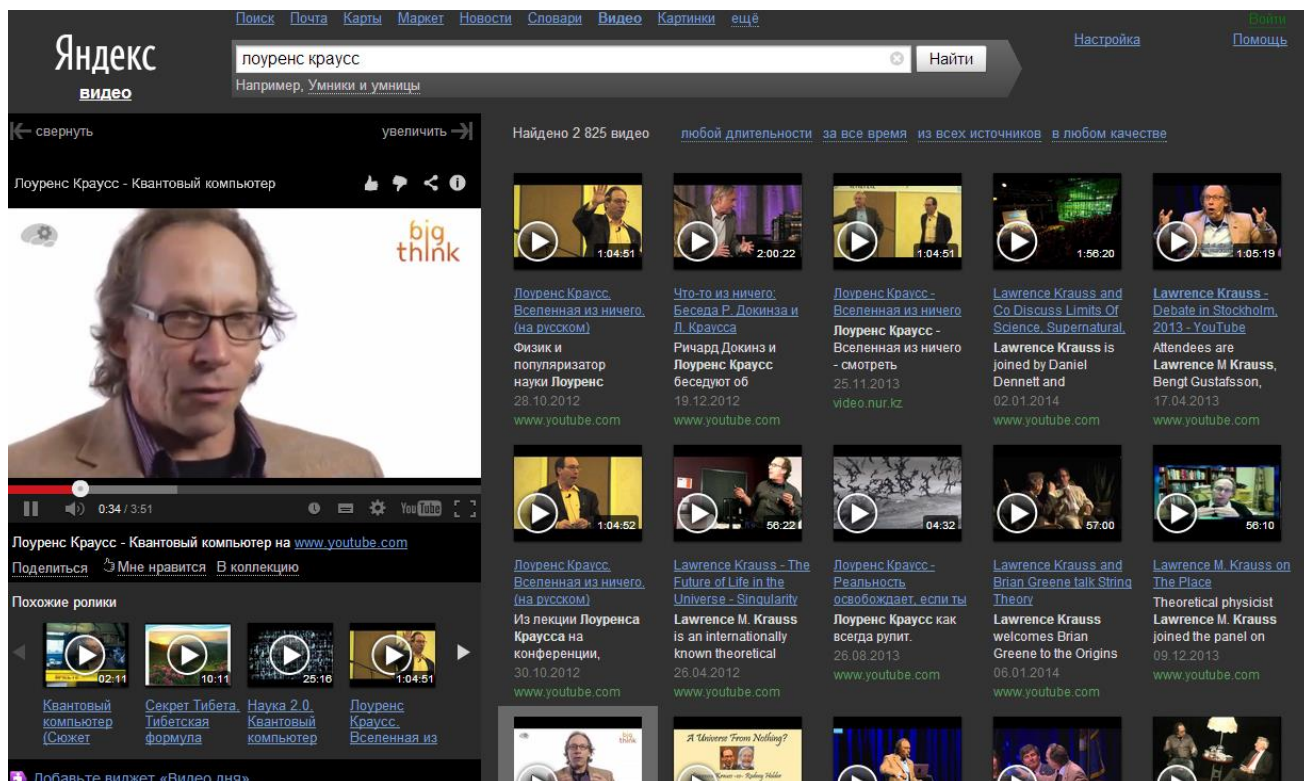 Поиск Почта Карты Маркет Новости Словари Видео Картинки ещё
Войти
Яндекс
видео
лоуренс краусс
Найти
Настройка
Помощь
Например, Умники и умницы
свернуть
увеличить
Лоуренс Краусс - Квантовый компьютер
big
think
0:34 / 3:51
YouTube
Лоуренс Краусс - Квантовый компьютер на www.youtube.com
Поделиться Мне нравится В коллекцию
Похожие ролики
02:11
Квантовый
компьютер
(Сюжет
10:11
Секрет Тибета.
Тибетская
формула
25:16
Наука 2.0.
Квантовый
компьютер
1:04:51
Лоуренс
Краусс.
Вселенная из
Добавьте виджет «Видео дня»
Найдено 2 825 видео
любой длительности за все время из всех источников в любом качестве
1:04:51
Лоуренс Краусс.
Вселенная из ничего.
(на русском)
Физик и
популяризатор
науки Лоуренс
28.10.2012
www.youtube.com
2:00:22
Что-то из ничего:
Беседа Р. Докинза и
Л. Краусса
Ричард Докинз и
Лоуренс Краусс
беседуют об
19.12.2012
www.youtube.com
1:04:51
Лоуренс Краусс -
Вселенная из ничего
Лоуренс Краусс -
Вселенная из ничего
- смотреть
25.11.2013
video.nur.kz
1:56:20
Lawrence Krauss and
Co Discuss Limits Of
Science, Supernatural,
Lawrence Krauss is
joined by Daniel
Dennett and
02.01.2014
www.youtube.com
1:05:19
Lawrence Krauss -
Debate in Stockholm,
2013 - YouTube
Attendees are
Lawrence M Krauss,
Bengt Gustafsson,
17.04.2013
www.youtube.com
1:04:52
Лоуренс Краусс.
Вселенная из ничего.
(на русском)
Из лекции Лоуренса
Краусса на
конференции,
30.10.2012
www.youtube.com
56:22
Lawrence Krauss - The
Future of Life in the
Universe - Singularity
Lawrence M. Krauss
is an internationally
known theoretical
26.04.2012
www.youtube.com
04:32
Лоуренс Краусс -
Реальность
освобождает, если ты
Лоуренс Краусс как
всегда рулит.
26.08.2013
www.youtube.com
57:00
Lawrence Krauss and
Brian Greene talk String
Theory
Lawrence Krauss
welcomes Brian
Greene to the Origins
06.01.2014
www.youtube.com
56:10
Lawrence M. Krauss on
The Place
Theoretical physicist
Lawrence M. Krauss
joined the panel on
09.12.2013
www.youtube.com
big
think
A Universe From Nothing?